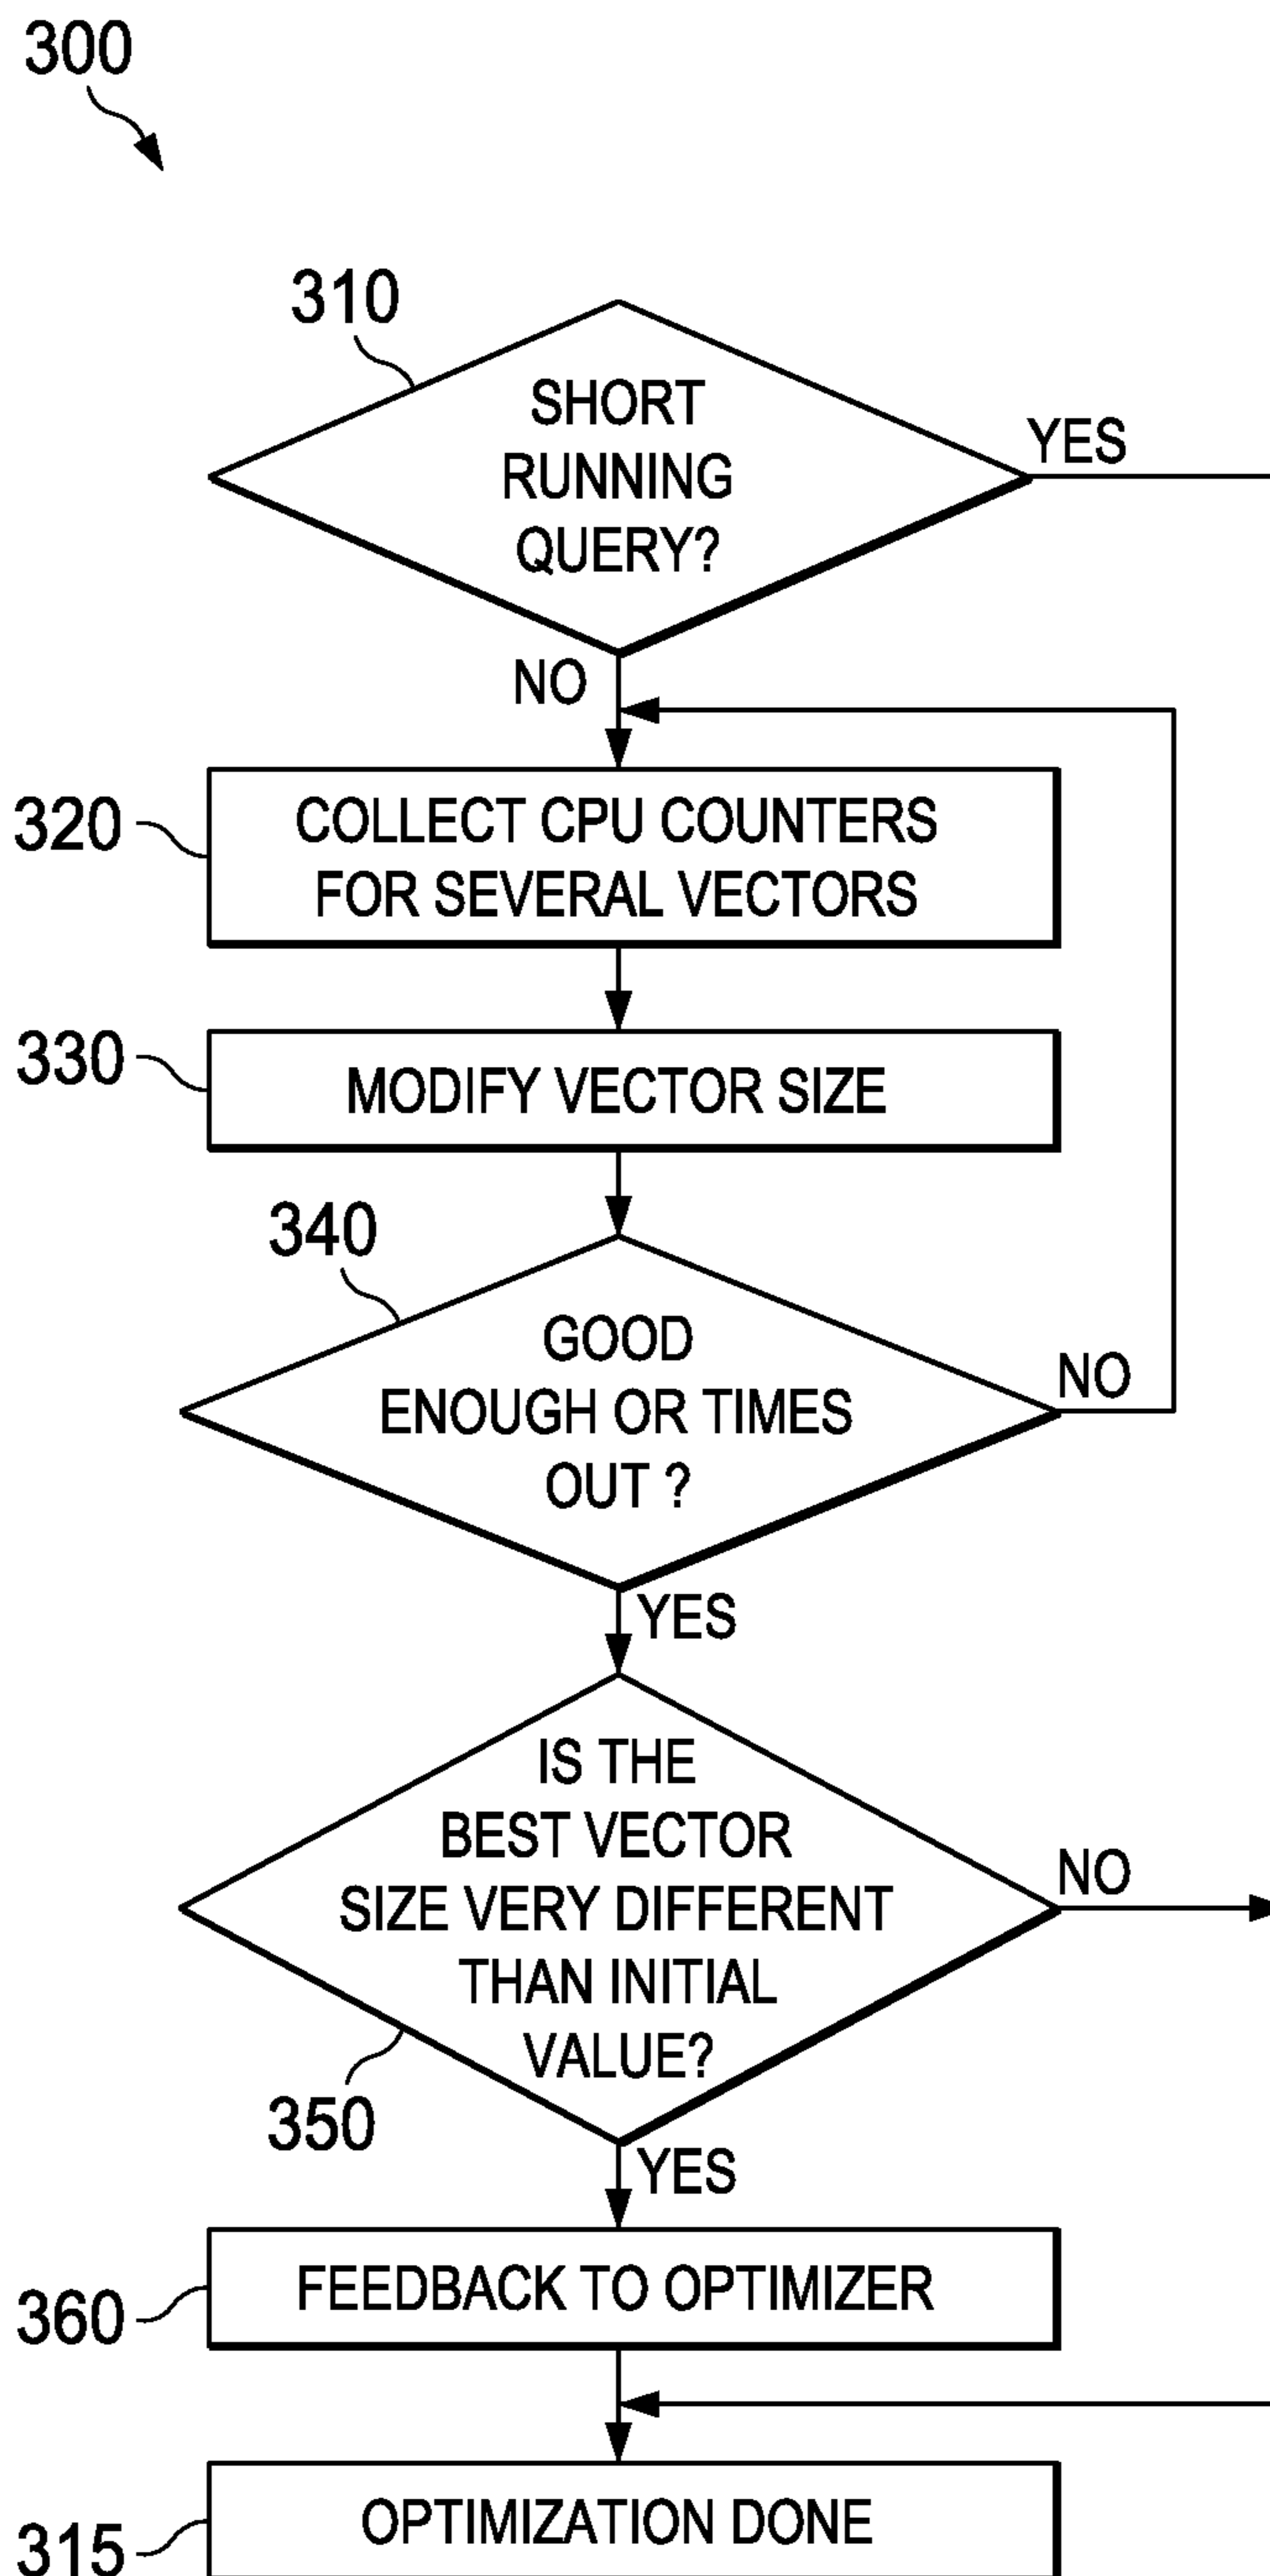 300
310
SHORT
RUNNING
QUERY?
YES
NO
320
COLLECT CPU COUNTERS
FOR SEVERAL VECTORS
330
MODIFY VECTOR SIZE
340
GOOD
ENOUGH OR TIMES
OUT ?
NO
YES
IS THE
BEST VECTOR
SIZE VERY DIFFERENT
THAN INITIAL
VALUE?
NO
350
YES
360
FEEDBACK TO OPTIMIZER
315
OPTIMIZATION DONE